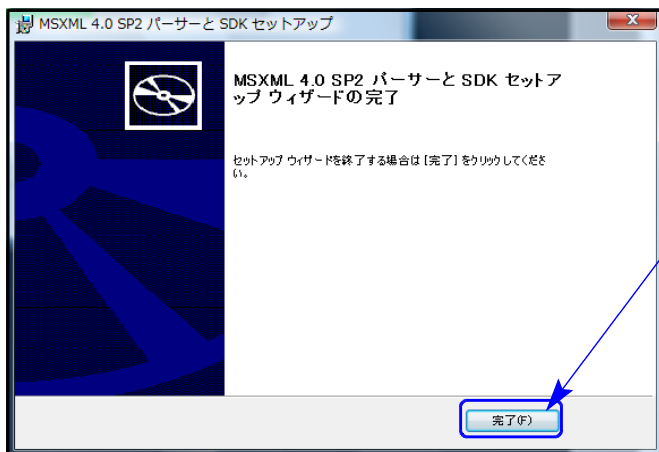 MSXML 4.0 SP2 パーサーと SDK セットアップ
X
MSXML 4.0 SP2 パーサーと SDK セットア
ップ ウィザードの完了
セットアップ ウィザードを終了する場合は [完了] をクリックしてくださ
い。
完了(F)